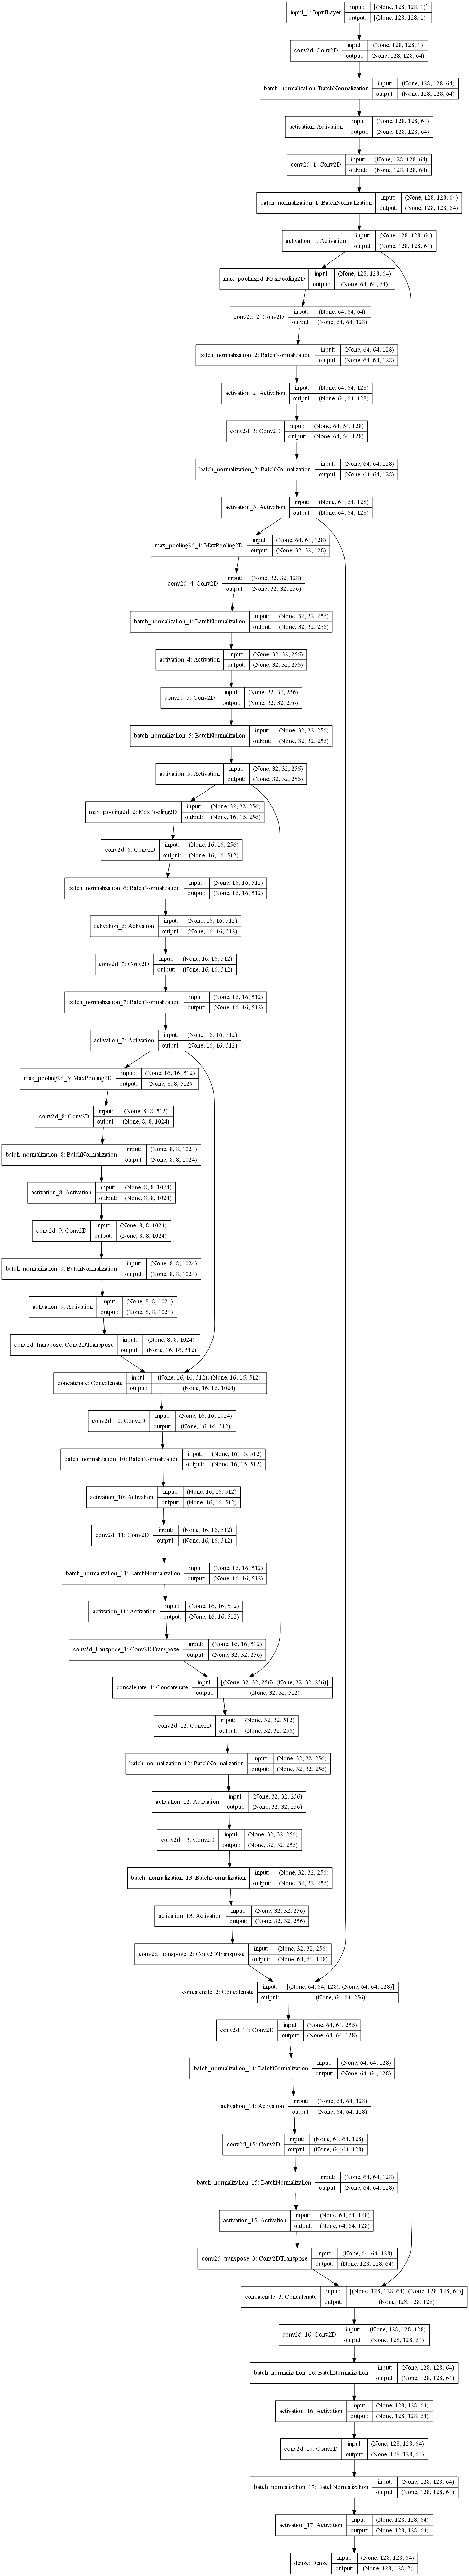 input_1: InputLayer input: [(None, 128, 128, 1)]
output: [(None, 128, 128, 1)]
conv2d: Conv2D input: (None, 128, 128, 1)
output: (None, 128, 128, 64)
batch_normalization: BatchNormalization input: (None, 128, 128, 64)
output: (None, 128, 128, 64)
activation: Activation input: (None, 128, 128, 64)
output: (None, 128, 128, 64)
conv2d_1: Conv2D input: (None, 128, 128, 64)
output: (None, 128, 128, 64)
batch_normalization_1: BatchNormalization input: (None, 128, 128, 64)
output: (None, 128, 128, 64)
activation_1: Activation input: (None, 128, 128, 64)
output: (None, 128, 128, 64)
max_pooling2d: MaxPooling2D input: (None, 128, 128, 64)
output: (None, 64, 64, 64)
conv2d_2: Conv2D input: (None, 64, 64, 64)
output: (None, 64, 64, 128)
batch_normalization_2: BatchNormalization input: (None, 64, 64, 128)
output: (None, 64, 64, 128)
activation_2: Activation input: (None, 64, 64, 128)
output: (None, 64, 64, 128)
conv2d_3: Conv2D input: (None, 64, 64, 128)
output: (None, 64, 64, 128)
batch_normalization_3: BatchNormalization input: (None, 64, 64, 128)
output: (None, 64, 64, 128)
activation_3: Activation input: (None, 64, 64, 128)
output: (None, 64, 64, 128)
max_pooling2d_1: MaxPooling2D input: (None, 64, 64, 128)
output: (None, 32, 32, 128)
conv2d_4: Conv2D input: (None, 32, 32, 128)
output: (None, 32, 32, 256)
batch_normalization_4: BatchNormalization input: (None, 32, 32, 256)
output: (None, 32, 32, 256)
activation_4: Activation input: (None, 32, 32, 256)
output: (None, 32, 32, 256)
conv2d_5: Conv2D input: (None, 32, 32, 256)
output: (None, 32, 32, 256)
batch_normalization_5: BatchNormalization input: (None, 32, 32, 256)
output: (None, 32, 32, 256)
activation_5: Activation input: (None, 32, 32, 256)
output: (None, 32, 32, 256)
max_pooling2d_2: MaxPooling2D input: (None, 32, 32, 256)
output: (None, 16, 16, 256)
conv2d_6: Conv2D input: (None, 16, 16, 256)
output: (None, 16, 16, 512)
batch_normalization_6: BatchNormalization input: (None, 16, 16, 512)
output: (None, 16, 16, 512)
activation_6: Activation input: (None, 16, 16, 512)
output: (None, 16, 16, 512)
conv2d_7: Conv2D input: (None, 16, 16, 512)
output: (None, 16, 16, 512)
batch_normalization_7: BatchNormalization input: (None, 16, 16, 512)
output: (None, 16, 16, 512)
activation_7: Activation input: (None, 16, 16, 512)
output: (None, 16, 16, 512)
max_pooling2d_3: MaxPooling2D input: (None, 16, 16, 512)
output: (None, 8, 8, 512)
conv2d_8: Conv2D input: (None, 8, 8, 512)
output: (None, 8, 8, 1024)
batch_normalization_8: BatchNormalization input: (None, 8, 8, 1024)
output: (None, 8, 8, 1024)
activation_8: Activation input: (None, 8, 8, 1024)
output: (None, 8, 8, 1024)
conv2d_9: Conv2D input: (None, 8, 8, 1024)
output: (None, 8, 8, 1024)
batch_normalization_9: BatchNormalization input: (None, 8, 8, 1024)
output: (None, 8, 8, 1024)
activation_9: Activation input: (None, 8, 8, 1024)
output: (None, 8, 8, 1024)
conv2d_transpose: Conv2DTranspose input: (None, 8, 8, 1024)
output: (None, 16, 16, 512)
concatenate: Concatenate input: [(None, 16, 16, 512), (None, 16, 16, 512)]
output: (None, 16, 16, 1024)
conv2d_10: Conv2D input: (None, 16, 16, 1024)
output: (None, 16, 16, 512)
batch_normalization_10: BatchNormalization input: (None, 16, 16, 512)
output: (None, 16, 16, 512)
activation_10: Activation input: (None, 16, 16, 512)
output: (None, 16, 16, 512)
conv2d_11: Conv2D input: (None, 16, 16, 512)
output: (None, 16, 16, 512)
batch_normalization_11: BatchNormalization input: (None, 16, 16, 512)
output: (None, 16, 16, 512)
activation_11: Activation input: (None, 16, 16, 512)
output: (None, 16, 16, 512)
conv2d_transpose_1: Conv2DTranspose input: (None, 16, 16, 512)
output: (None, 32, 32, 256)
concatenate_1: Concatenate input: [(None, 32, 32, 256), (None, 32, 32, 256)]
output: (None, 32, 32, 512)
conv2d_12: Conv2D input: (None, 32, 32, 512)
output: (None, 32, 32, 256)
batch_normalization_12: BatchNormalization input: (None, 32, 32, 256)
output: (None, 32, 32, 256)
activation_12: Activation input: (None, 32, 32, 256)
output: (None, 32, 32, 256)
conv2d_13: Conv2D input: (None, 32, 32, 256)
output: (None, 32, 32, 256)
batch_normalization_13: BatchNormalization input: (None, 32, 32, 256)
output: (None, 32, 32, 256)
activation_13: Activation input: (None, 32, 32, 256)
output: (None, 32, 32, 256)
conv2d_transpose_2: Conv2DTranspose input: (None, 32, 32, 256)
output: (None, 64, 64, 128)
concatenate_2: Concatenate input: [(None, 64, 64, 128), (None, 64, 64, 128)]
output: (None, 64, 64, 256)
conv2d_14: Conv2D input: (None, 64, 64, 256)
output: (None, 64, 64, 128)
batch_normalization_14: BatchNormalization input: (None, 64, 64, 128)
output: (None, 64, 64, 128)
activation_14: Activation input: (None, 64, 64, 128)
output: (None, 64, 64, 128)
conv2d_15: Conv2D input: (None, 64, 64, 128)
output: (None, 64, 64, 128)
batch_normalization_15: BatchNormalization input: (None, 64, 64, 128)
output: (None, 64, 64, 128)
activation_15: Activation input: (None, 64, 64, 128)
output: (None, 64, 64, 128)
conv2d_transpose_3: Conv2DTranspose input: (None, 64, 64, 128)
output: (None, 128, 128, 64)
concatenate_3: Concatenate input: [(None, 128, 128, 64), (None, 128, 128, 64)]
output: (None, 128, 128, 128)
conv2d_16: Conv2D input: (None, 128, 128, 128)
output: (None, 128, 128, 64)
batch_normalization_16: BatchNormalization input: (None, 128, 128, 64)
output: (None, 128, 128, 64)
activation_16: Activation input: (None, 128, 128, 64)
output: (None, 128, 128, 64)
conv2d_17: Conv2D input: (None, 128, 128, 64)
output: (None, 128, 128, 64)
batch_normalization_17: BatchNormalization input: (None, 128, 128, 64)
output: (None, 128, 128, 64)
activation_17: Activation input: (None, 128, 128, 64)
output: (None, 128, 128, 64)
dense: Dense input: (None, 128, 128, 64)
output: (None, 128, 128, 2)